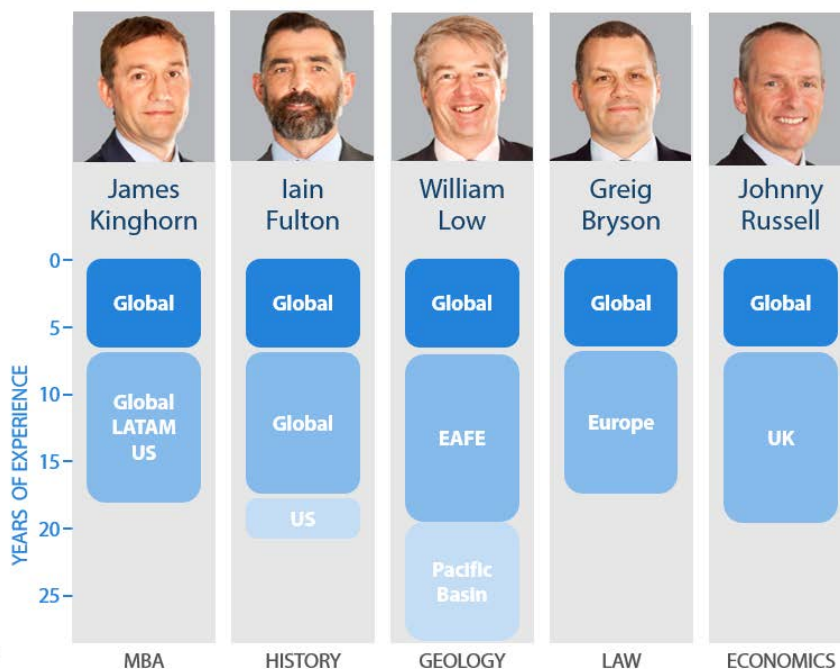 James
Kinghorn
Iain
Fulton
William
Low
Greig
Bryson
Johnny
Russell
YEARS OF EXPERIENCE
0
5
10
15
20
25
Global
Global
LATAM
US
Global
Global
US
Global
EAFE
Pacific
Basin
Global
Europe
Global
UK
MBA
HISTORY
GEOLOGY
LAW
ECONOMICS